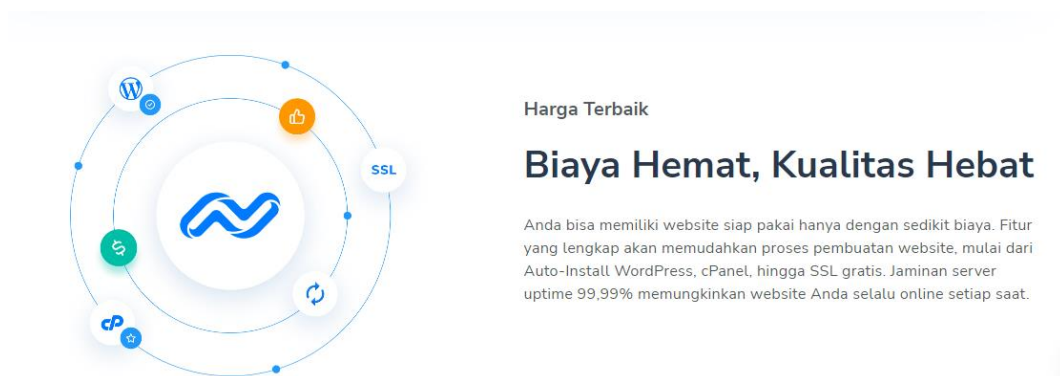 SSL
Harga Terbaik
Biaya Hemat, Kualitas Hebat
Anda bisa memiliki website siap pakai hanya dengan sedikit biaya. Fitur
yang lengkap akan memudahkan proses pembuatan website, mulai dari
Auto-Install WordPress, cPanel, hingga SSL gratis. Jaminan server
uptime 99,99% memungkinkan website Anda selalu online setiap saat.